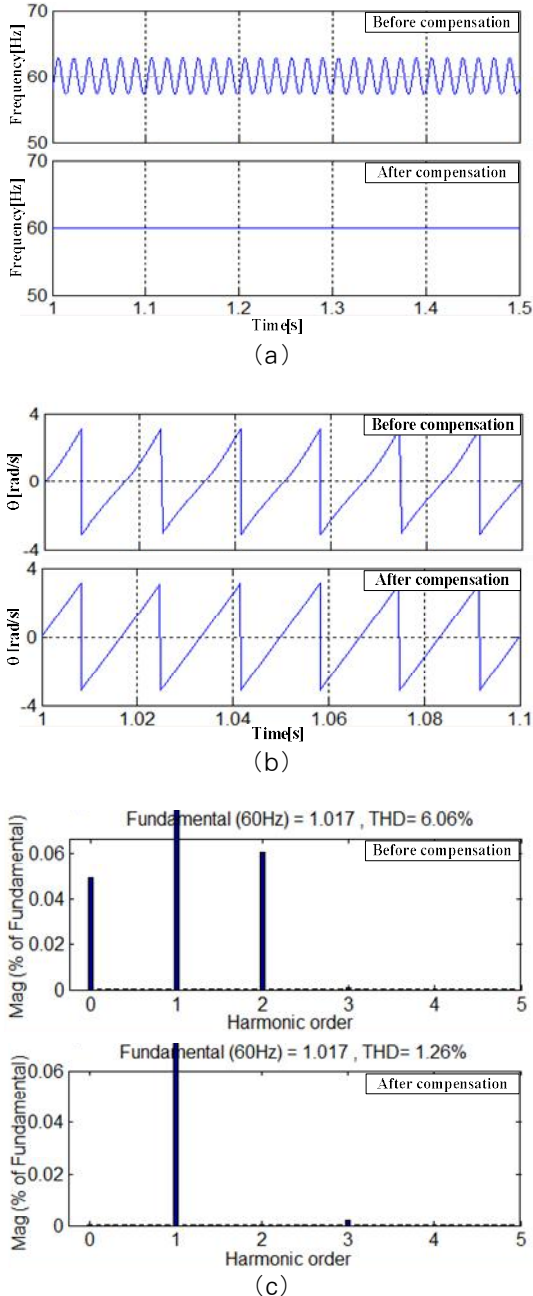 70
Before compensation
Frequency[Hz]
60
50
70
After compensation
Frequency[Hz]
60
50
1 1.1 1.2 1.3 1.4 1.5
Time[s]
(a)
4
Before compensation
θ [rad/s]
0
-4
4
After compensation
θ [rad/s]
0
-4
1 1.02 1.04 1.06 1.08 1.1
Time[s]
(b)
Fundamental (60Hz) = 1.017 , THD= 6.06%
Before compensation
Mag (% of Fundamental)
0.06
0.04
0.02
0
0 1 2 3 4 5
Harmonic order
Fundamental (60Hz) = 1.017 , THD= 1.26%
After compensation
Mag (% of Fundamental)
0.06
0.04
0.02
0
0 1 2 3 4 5
Harmonic order
(c)